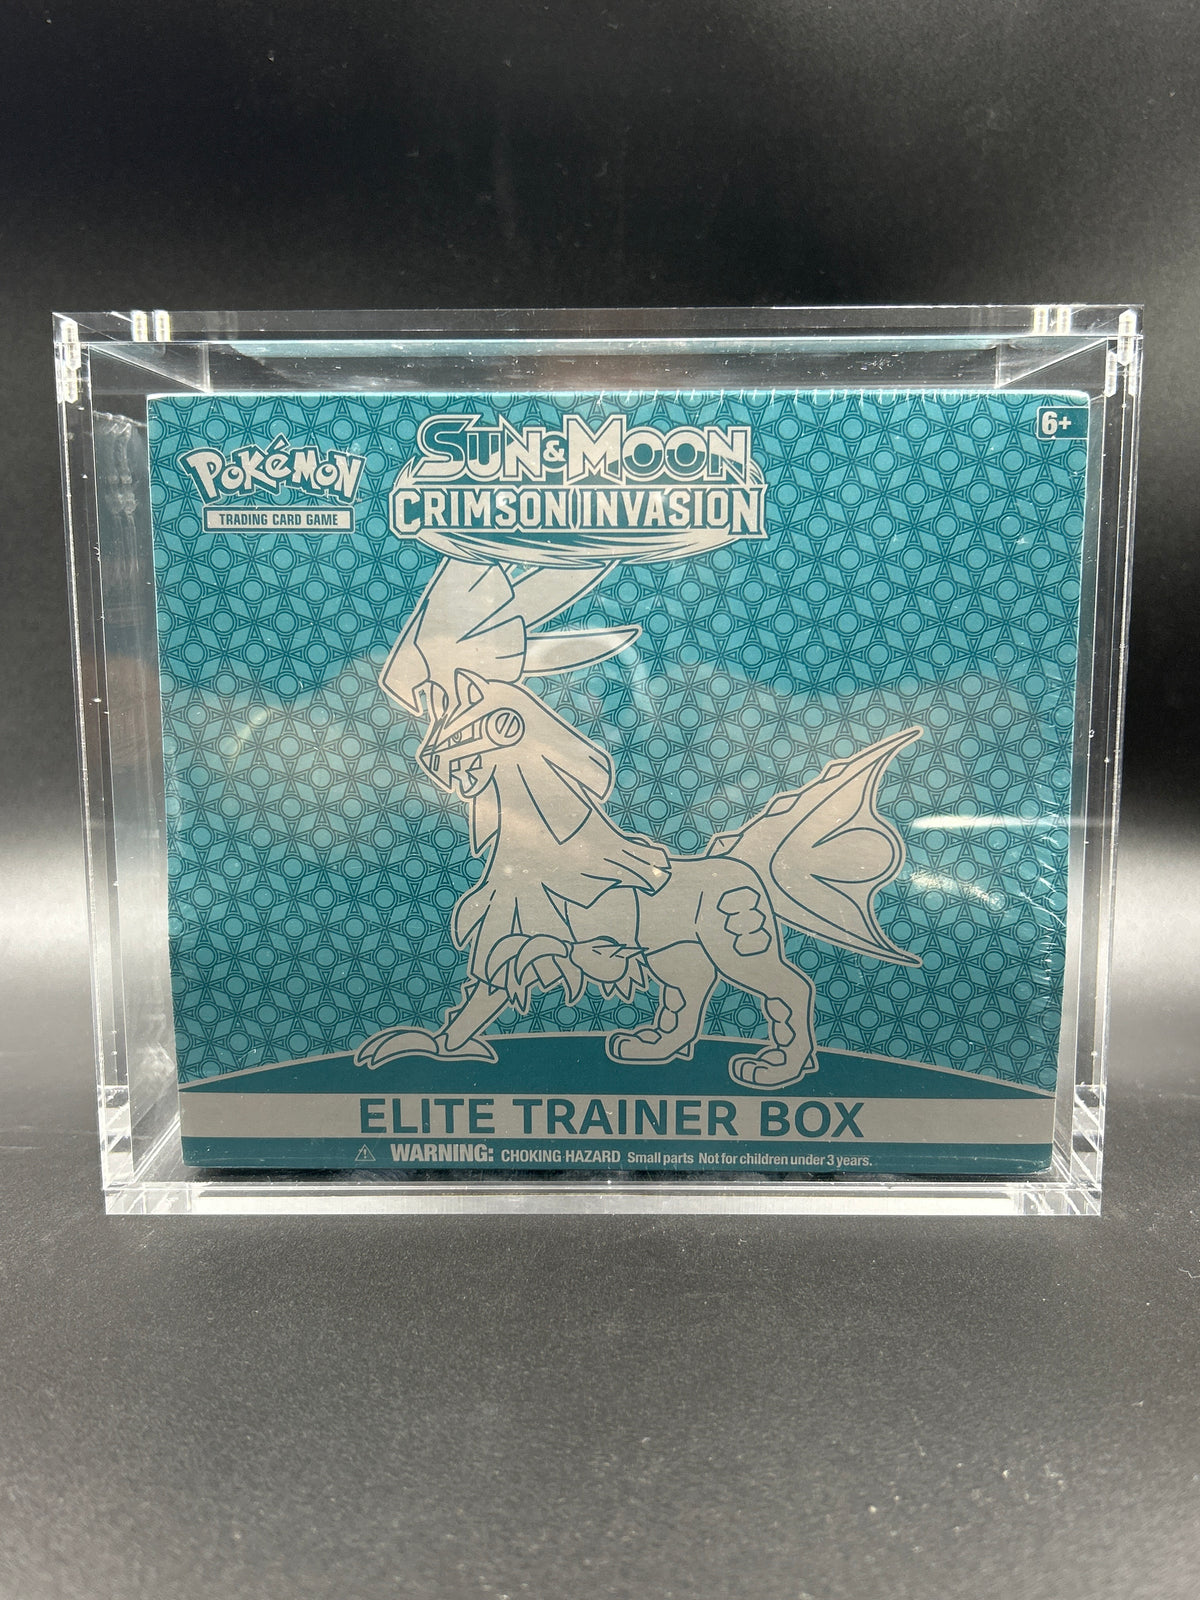 POKéMON
TRADING CARD GAME
SUN & MOON
CRIMSON INVASION
6+
ELITE TRAINER BOX
WARNING: CHOKING HAZARD Small parts Not for children under 3 years.